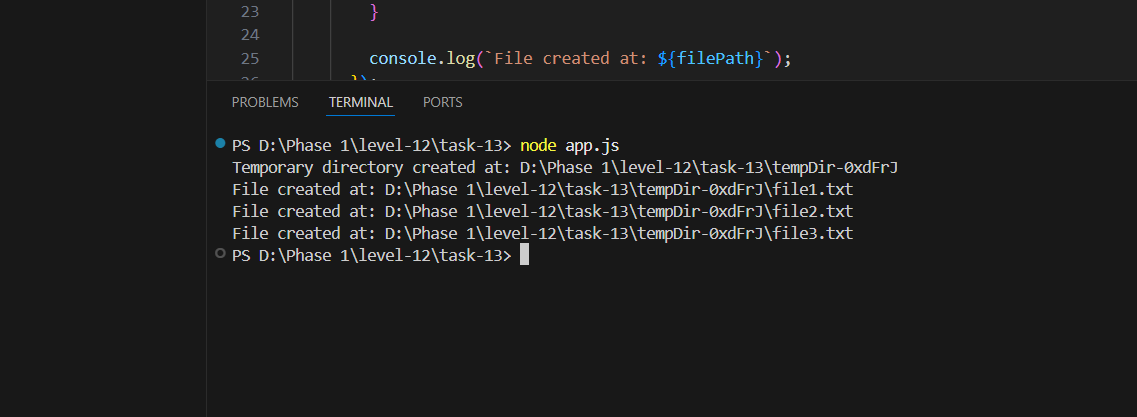 23 }
24
25 console.log(`File created at: ${filePath}`);
26 });
PROBLEMS TERMINAL PORTS
PS D:\Phase 1\level-12\task-13> node app.js
Temporary directory created at: D:\Phase 1\level-12\task-13\tempDir-0xdFrJ
File created at: D:\Phase 1\level-12\task-13\tempDir-0xdFrJ\file1.txt
File created at: D:\Phase 1\level-12\task-13\tempDir-0xdFrJ\file2.txt
File created at: D:\Phase 1\level-12\task-13\tempDir-0xdFrJ\file3.txt
PS D:\Phase 1\level-12\task-13>